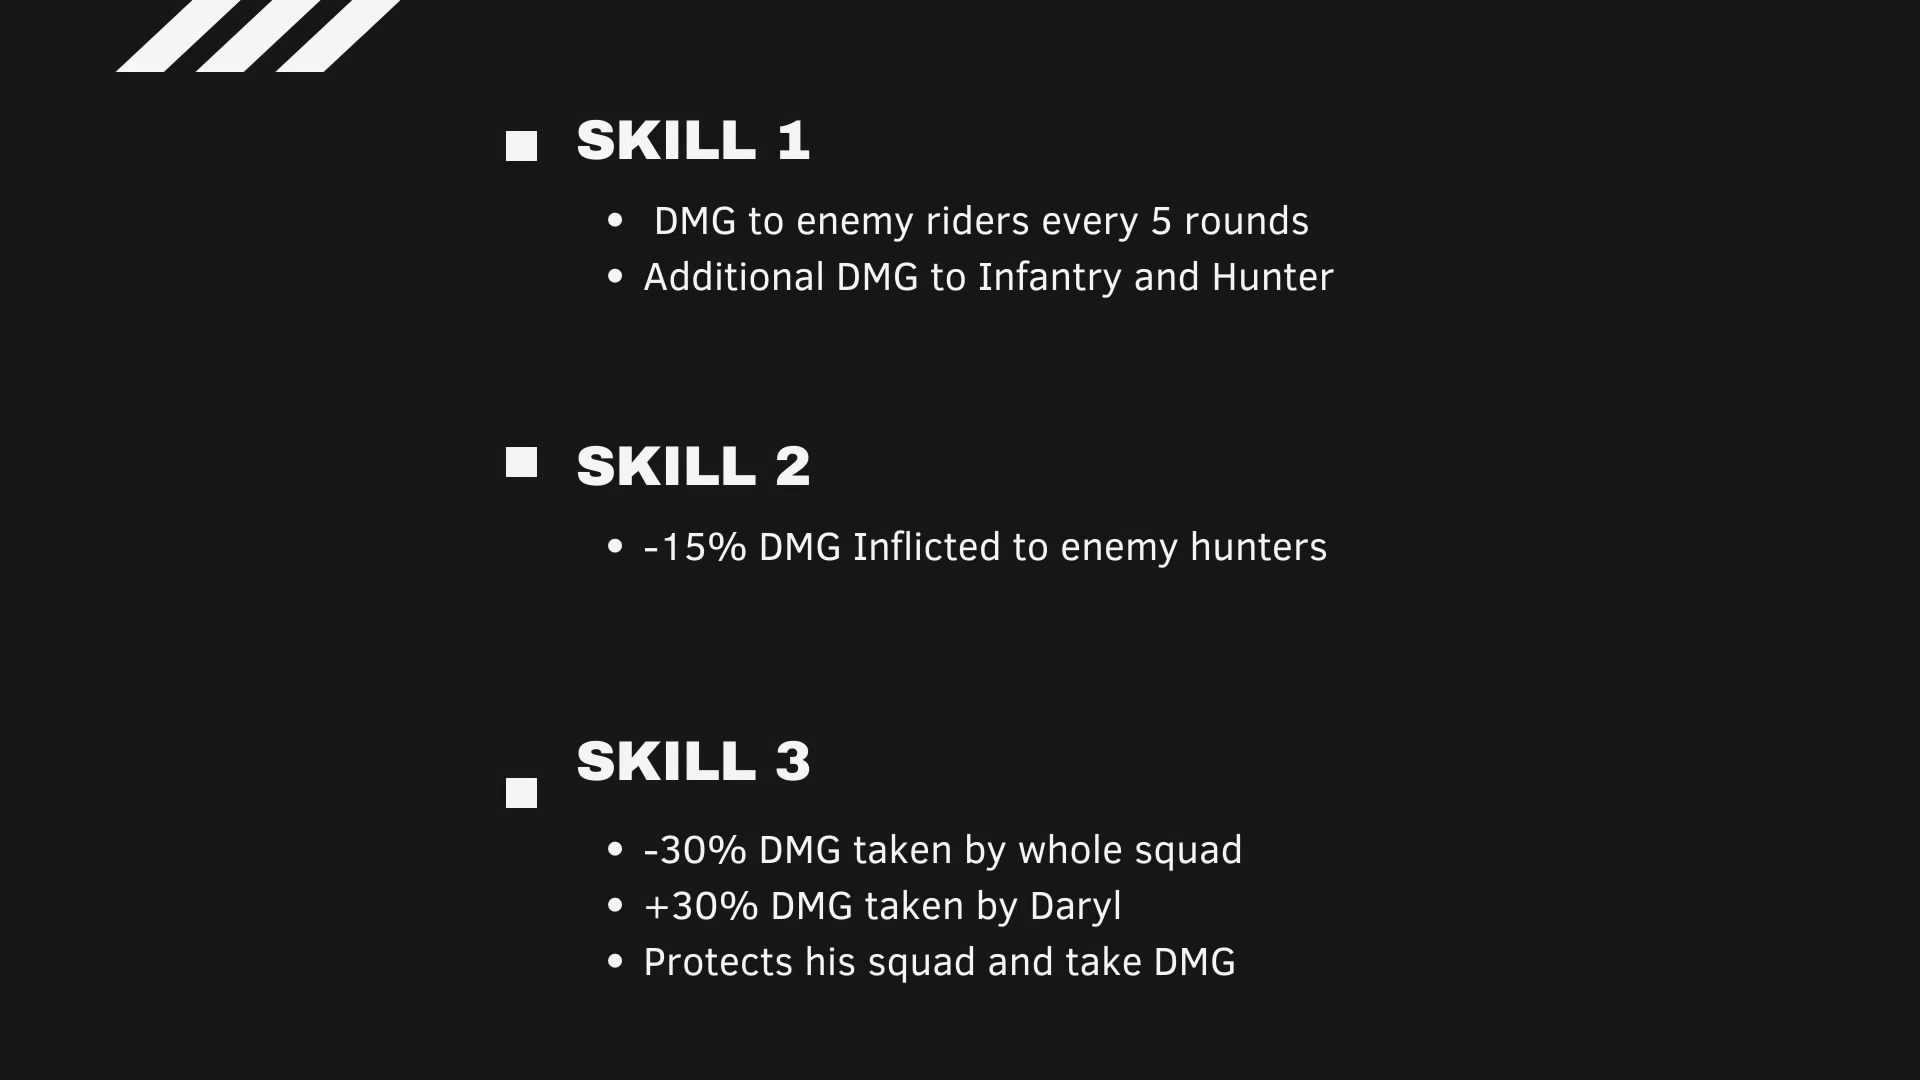 SKILL 1
• DMG to enemy riders every 5 rounds
• Additional DMG to Infantry and Hunter
SKILL 2
• -15% DMG Inflicted to enemy hunters
SKILL 3
• -30% DMG taken by whole squad
• +30% DMG taken by Daryl
• Protects his squad and take DMG